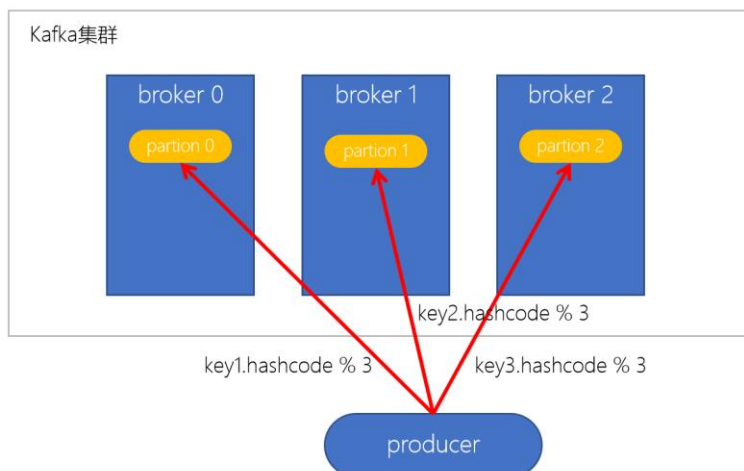 Kafka集群
broker 0
broker 1
broker 2
partion 0
partion 1
partion 2
key2.hashcode % 3
key1.hashcode % 3
key3.hashcode % 3
producer